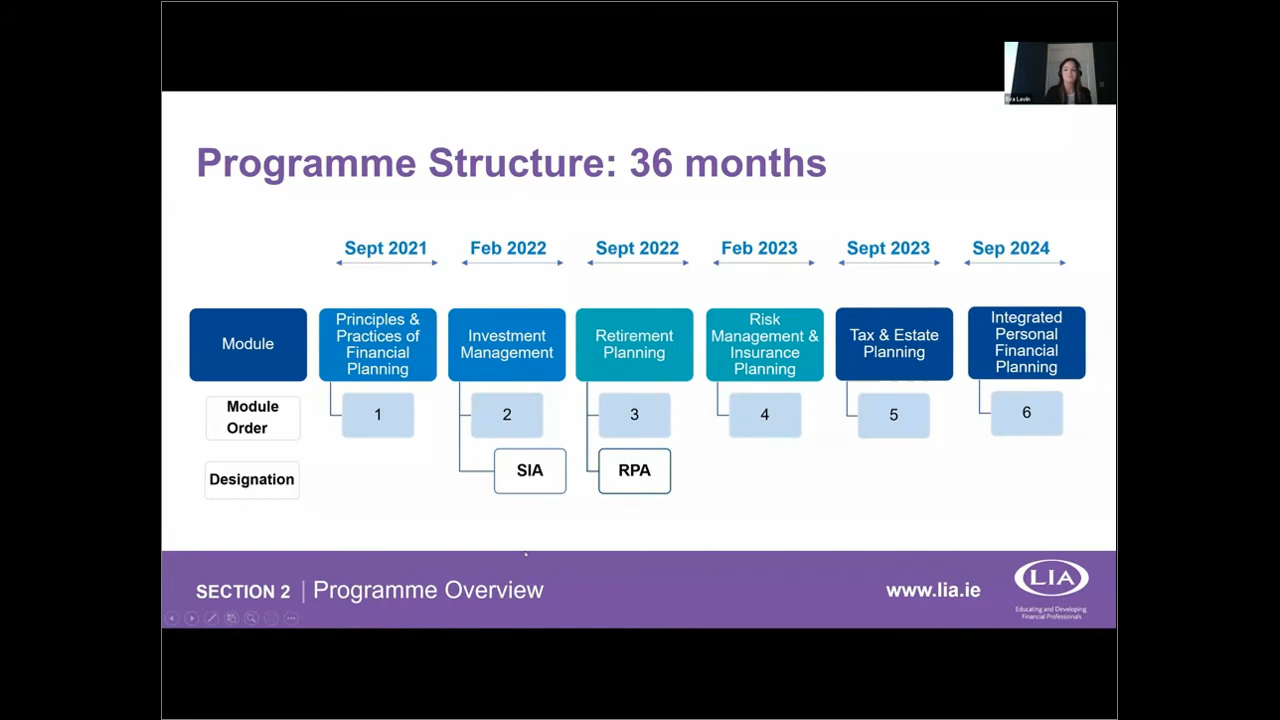 Eva Lavin
Programme Structure: 36 months
Sept 2021
Feb 2022
Sept 2022
Feb 2023
Sept 2023
Sep 2024
Module
Principles &
Practices of
Financial
Planning
Investment
Management
Retirement
Planning
Risk
Management &
Insurance
Planning
Tax & Estate
Planning
Integrated
Personal
Financial
Planning
Module
Order
1
2
3
4
5
6
Designation
SIA
RPA
SECTION 2
Programme Overview
www.lia.ie
LIA
Educating and Developing
Financial Professionals